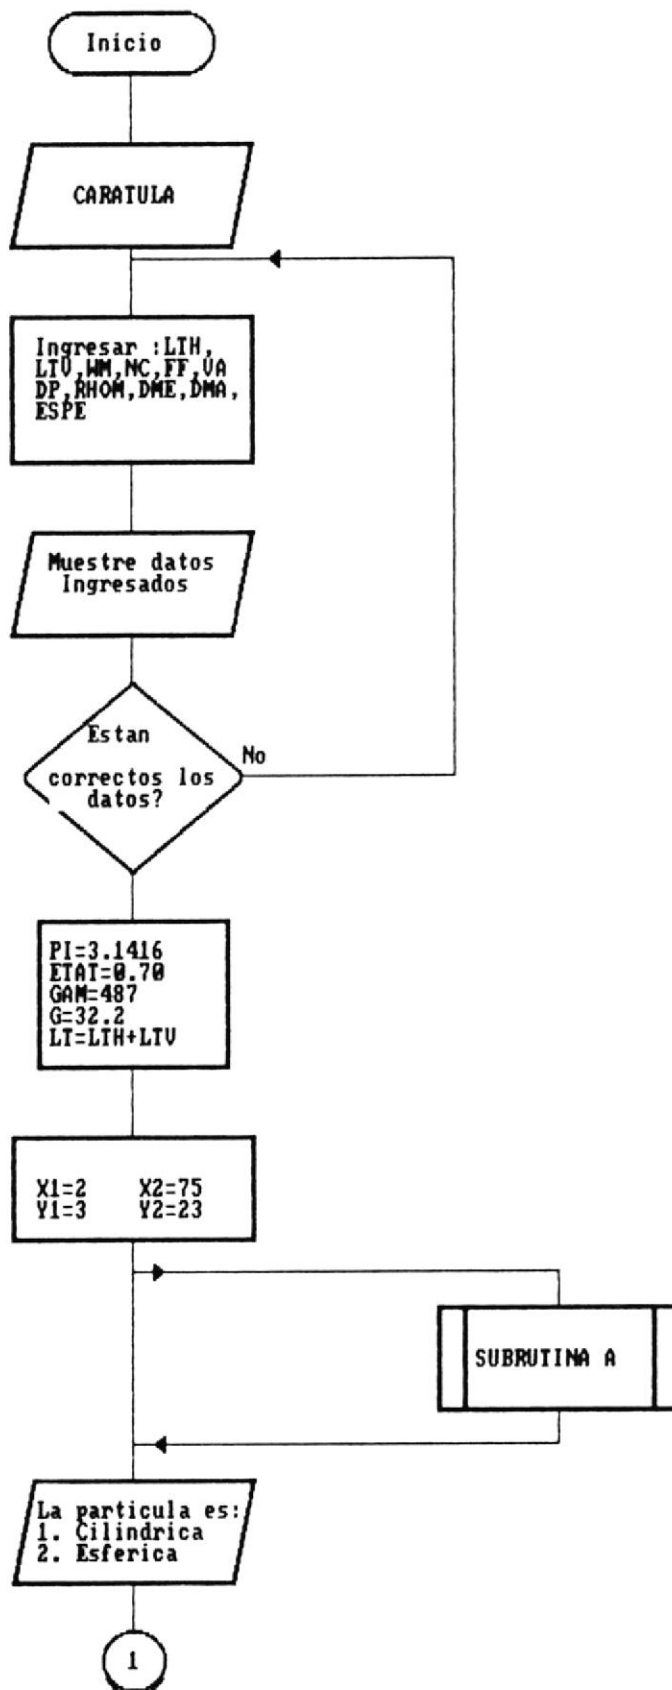 Inicio
CARATULA
Ingresar :LTH,
LTV,WM,NC,FF,VA
DP,RHOM,DME,DMA,
ESPE
Muestre datos
Ingresados
Estan
correctos los
datos?
No
PI=3.1416
ETAT=0.70
GAM=487
G=32.2
LT=LTH+LTV
X1=2 X2=75
Y1=3 Y2=23
SUBRUTINA A
La particula es:
1. Cilindrica
2. Esferica
1